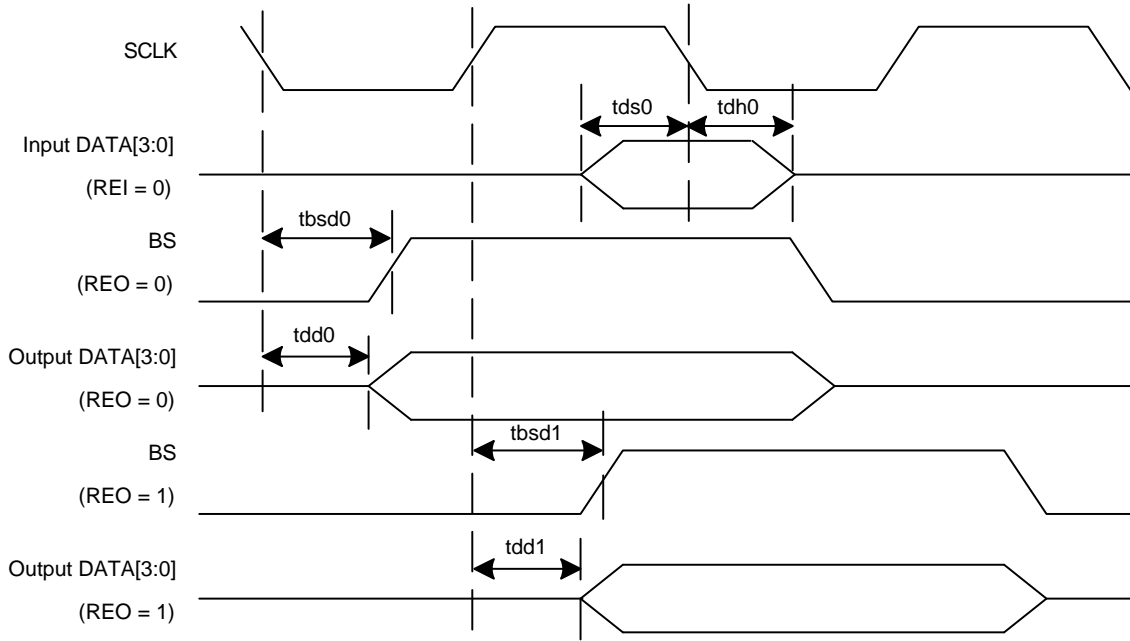 SCLK
tds0
tdh0
Input DATA[3:0]
(REI = 0)
tbsd0
BS
(REO = 0)
tdd0
Output DATA[3:0]
(REO = 0)
tbsd1
BS
(REO = 1)
tdd1
Output DATA[3:0]
(REO = 1)